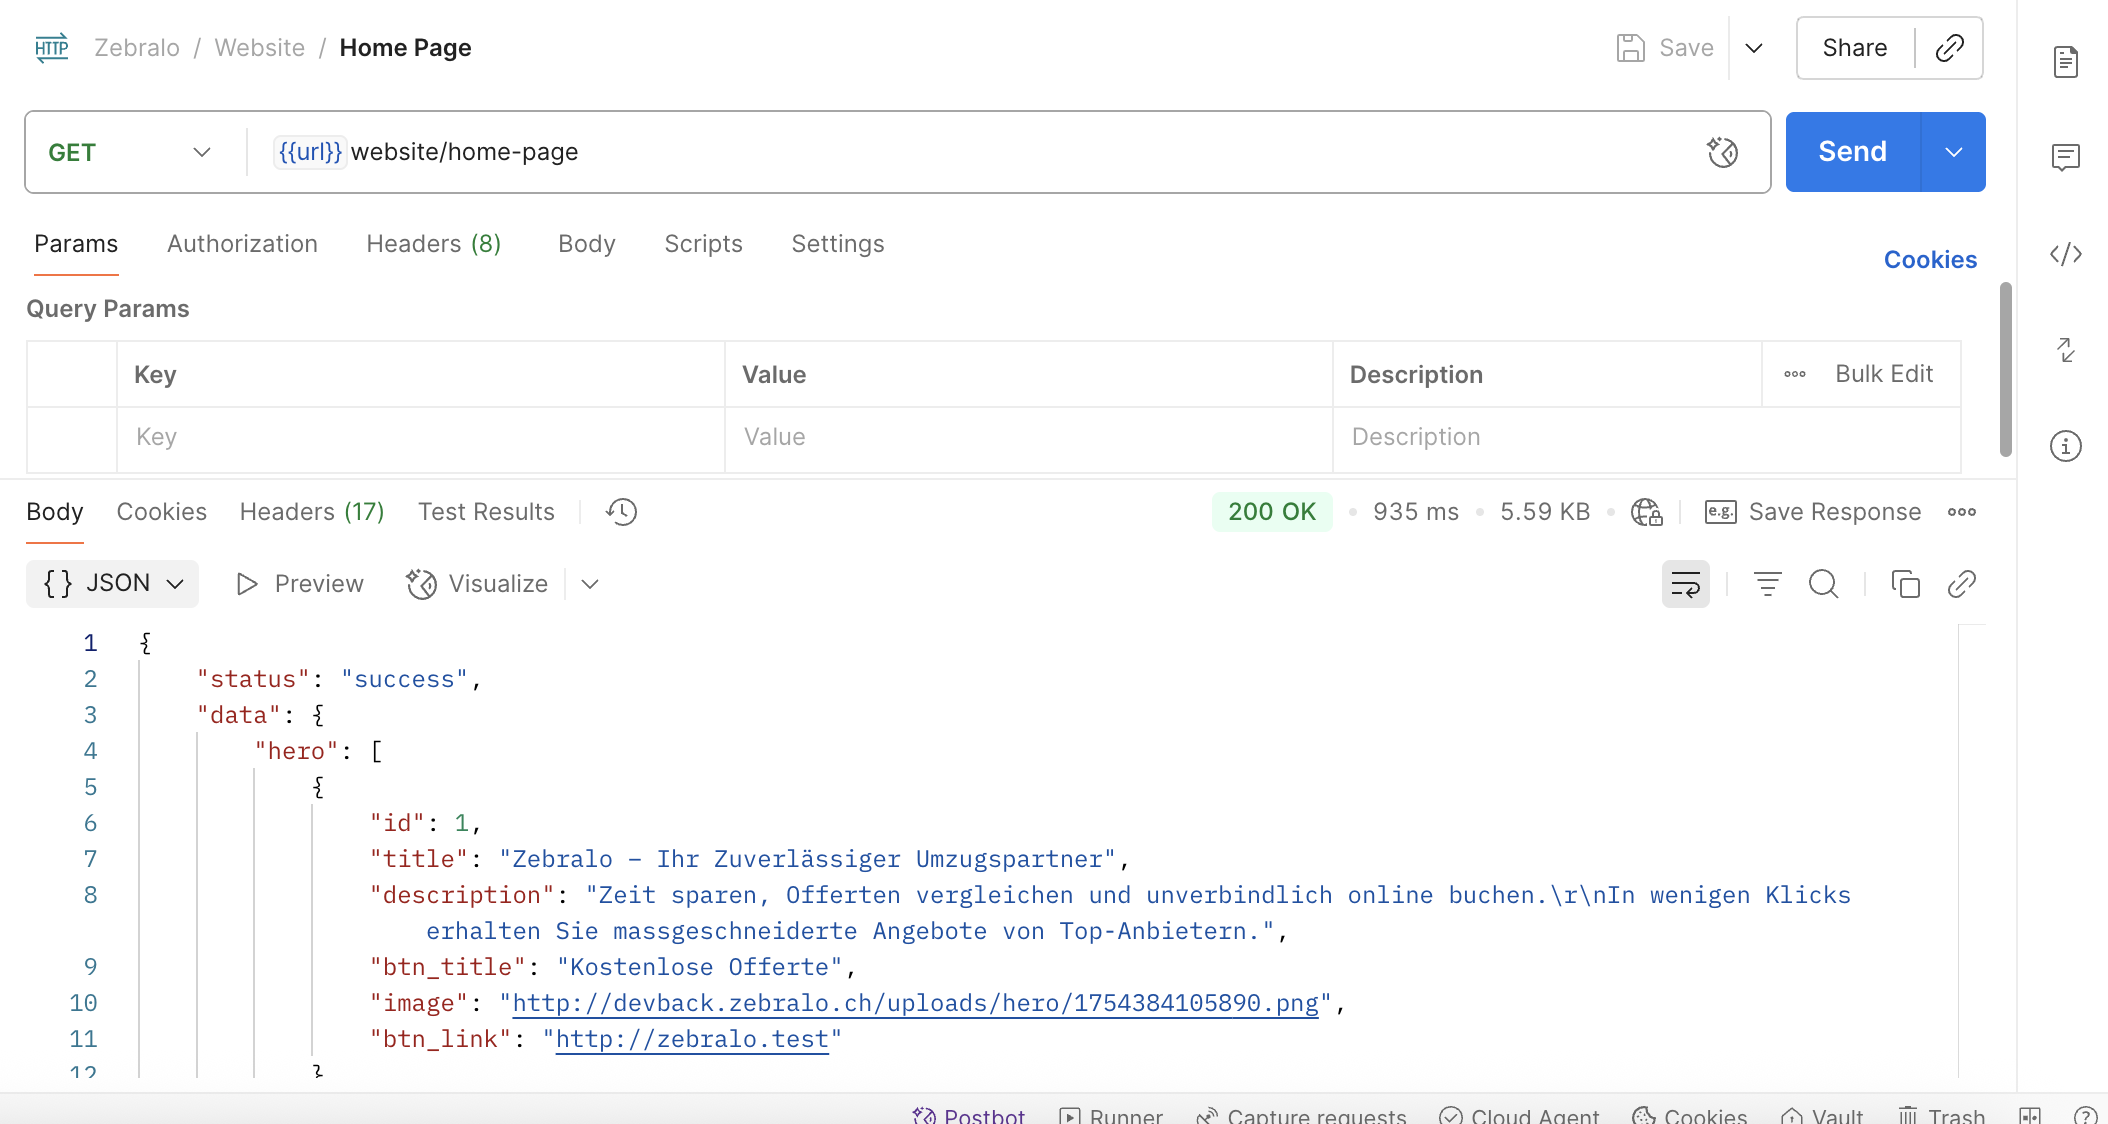 HTTP Zebralo / Website / Home Page Save Share
GET {{url}} website/home-page Send
Params Authorization Headers (8) Body Scripts Settings Cookies
Query Params
Key Value Description Bulk Edit
Key Value Description
Body Cookies Headers (17) Test Results 200 OK • 935 ms • 5.59 KB • e.g. Save Response
{ } JSON Preview Visualize
1 {
2 "status": "success",
3 "data": {
4 "hero": [
5 {
6 "id": 1,
7 "title": "Zebralo – Ihr Zuverlässiger Umzugspartner",
8 "description": "Zeit sparen, Offerten vergleichen und unverbindlich online buchen.\r\nIn wenigen Klicks
erhalten Sie massgeschneiderte Angebote von Top-Anbietern.",
9 "btn_title": "Kostenlose Offerte",
10 "image": "http://devback.zebralo.ch/uploads/hero/1754384105890.png",
11 "btn_link": "http://zebralo.test"
12 }
Postbot Runner Capture requests Cloud Agent Cookies Vault Trash